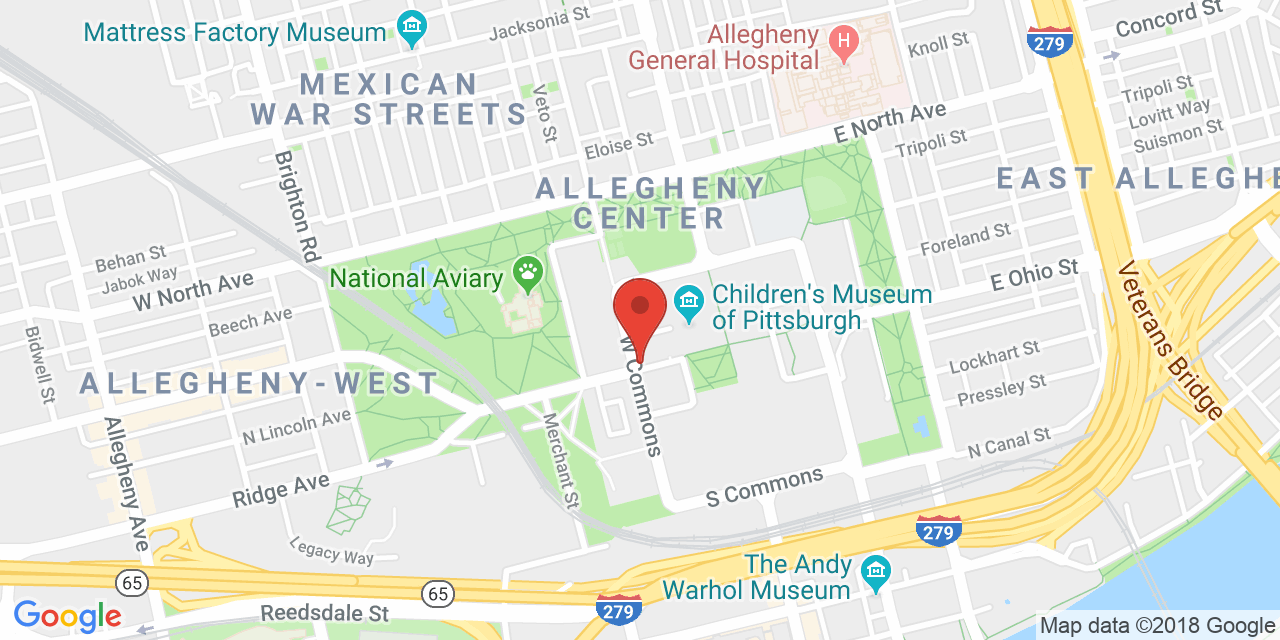 Mattress Factory Museum
Jacksonia St
Allegheny
General Hospital
H
Knoll St
279
Concord St
MEXICAN
WAR STREETS
Veto St
Eloise St
E North Ave
Tripoli St
Tripoli St
Lovitt Way
Suismon St
Brighton Rd
ALLEGHENY
CENTER
EAST ALLEGHE
Behan St
Jabok Way
W North Ave
Beech Ave
National Aviary
Foreland St
E Ohio St
Children's Museum
of Pittsburgh
Veterans Bridge
Bidwell St
W Commons
ALLEGHENY-WEST
Lockhart St
Pressley St
N Lincoln Ave
Allegheny Ave
Merchant St
N Canal St
Ridge Ave
S Commons
Legacy Way
279
The Andy
Warhol Museum
65
65
Reedsdale St
279
Google
Map data ©2018 Google